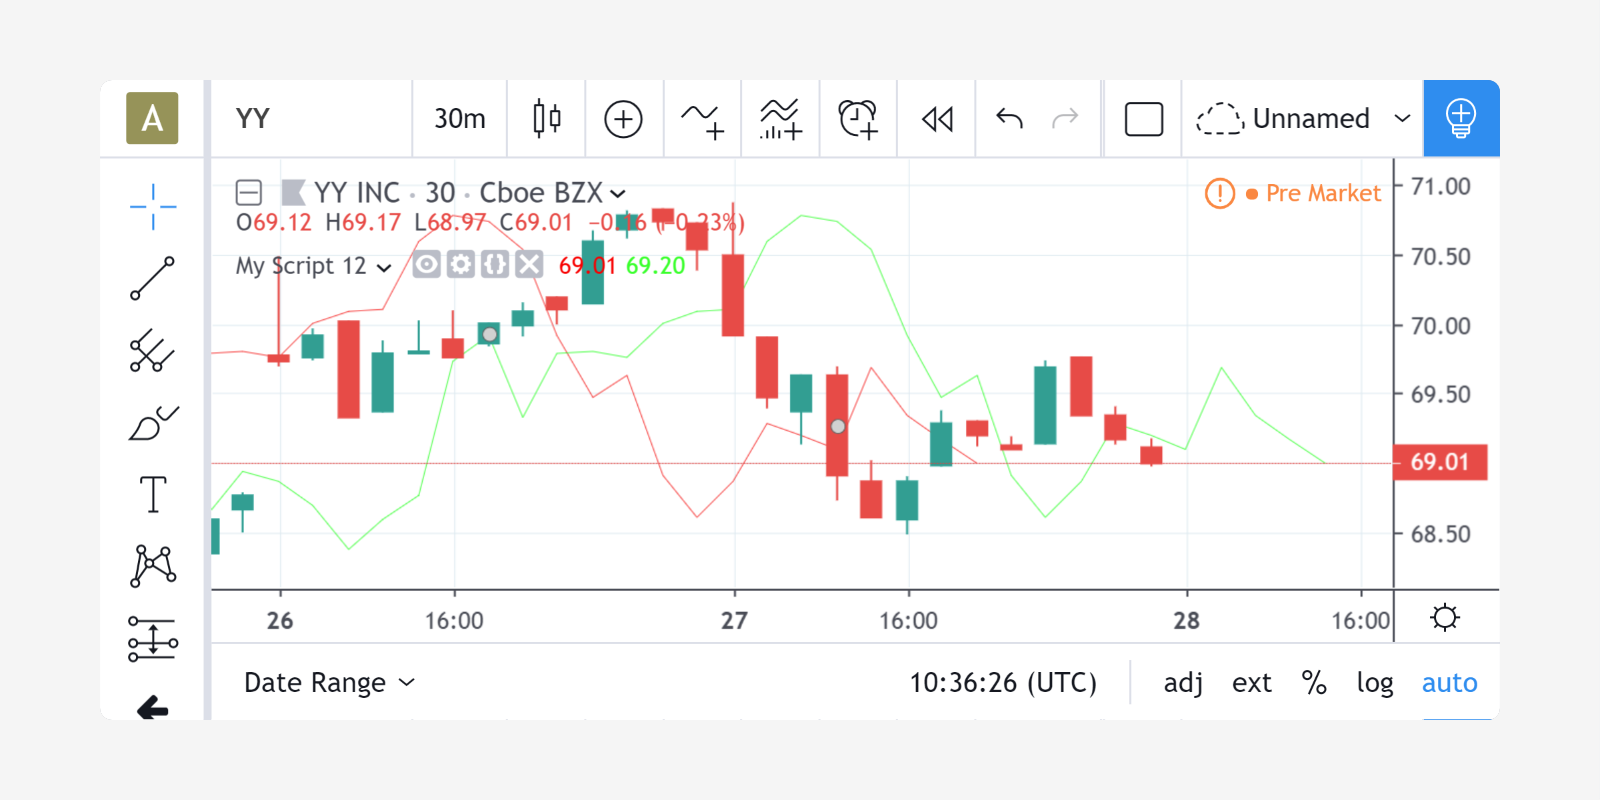 A YY 30m Unnamed
YY INC · 30 · Cboe BZX
Pre Market
O69.12 H69.17 L68.97 C69.01 −0.16 (−0.23%)
My Script 12 69.01 69.20
71.00
70.50
70.00
69.50
69.01
68.50
26 16:00 27 16:00 28 16:00
Date Range 10:36:26 (UTC) adj ext % log auto